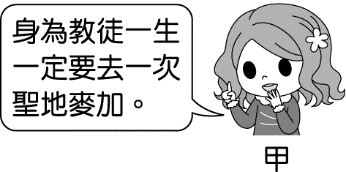 身為教徒一生
一定要去一次
聖地麥加。
甲